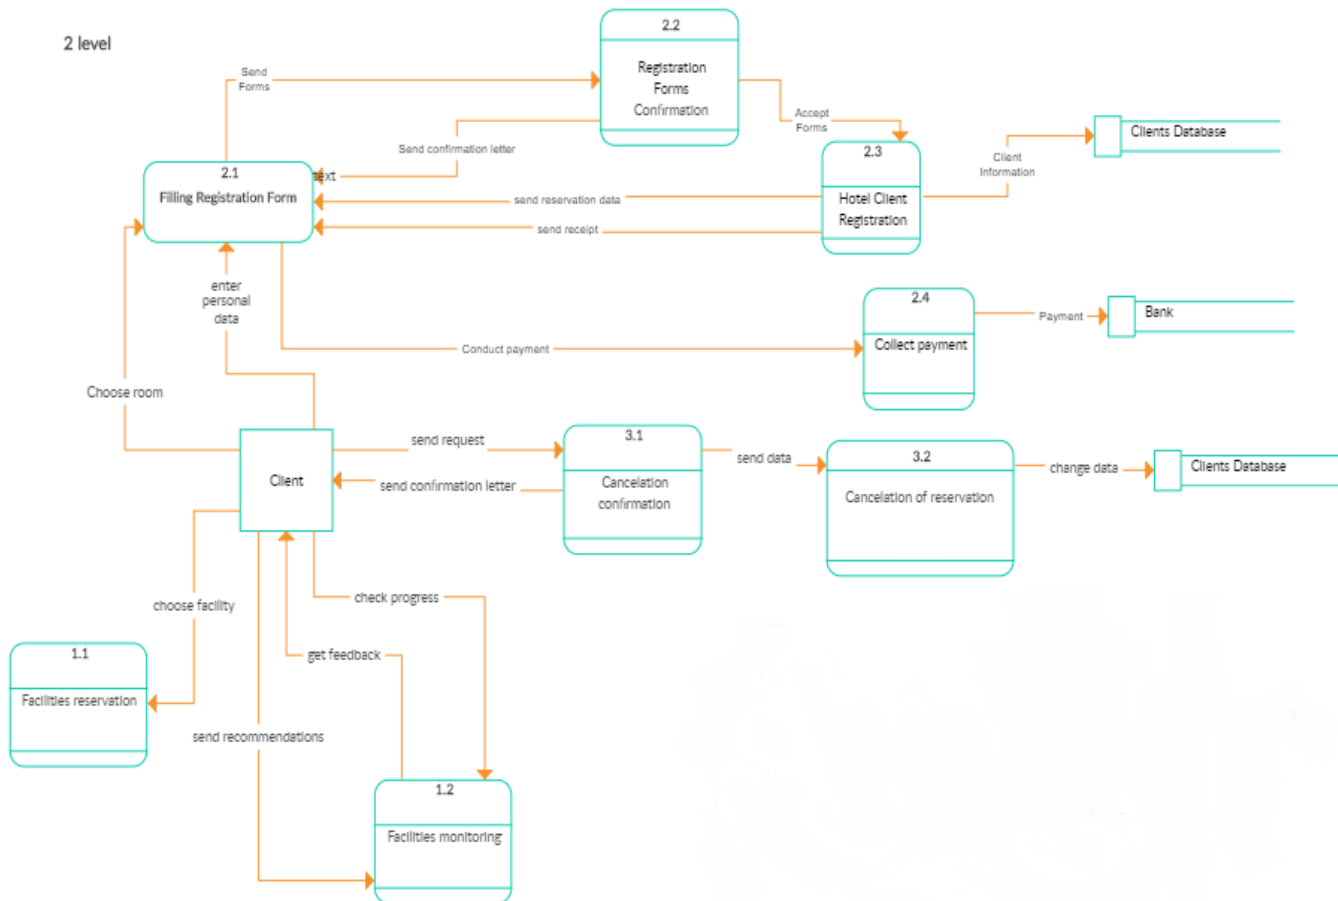 2 level
2.2
Registration
Forms
Confirmation
Send
Forms
Accept
Forms
Send confirmation letter
text
2.1
Filling Registration Form
2.3
Hotel Client
Registration
Client
Information
Clients Database
send reservation data
send receipt
enter
personal
data
2.4
Collect payment
Payment
Bank
Conduct payment
Choose room
Client
send request
send confirmation letter
3.1
Cancelation
confirmation
send data
3.2
Cancelation of reservation
change data
Clients Database
choose facility
check progress
get feedback
1.1
Facilities reservation
send recommendations
1.2
Facilities monitoring